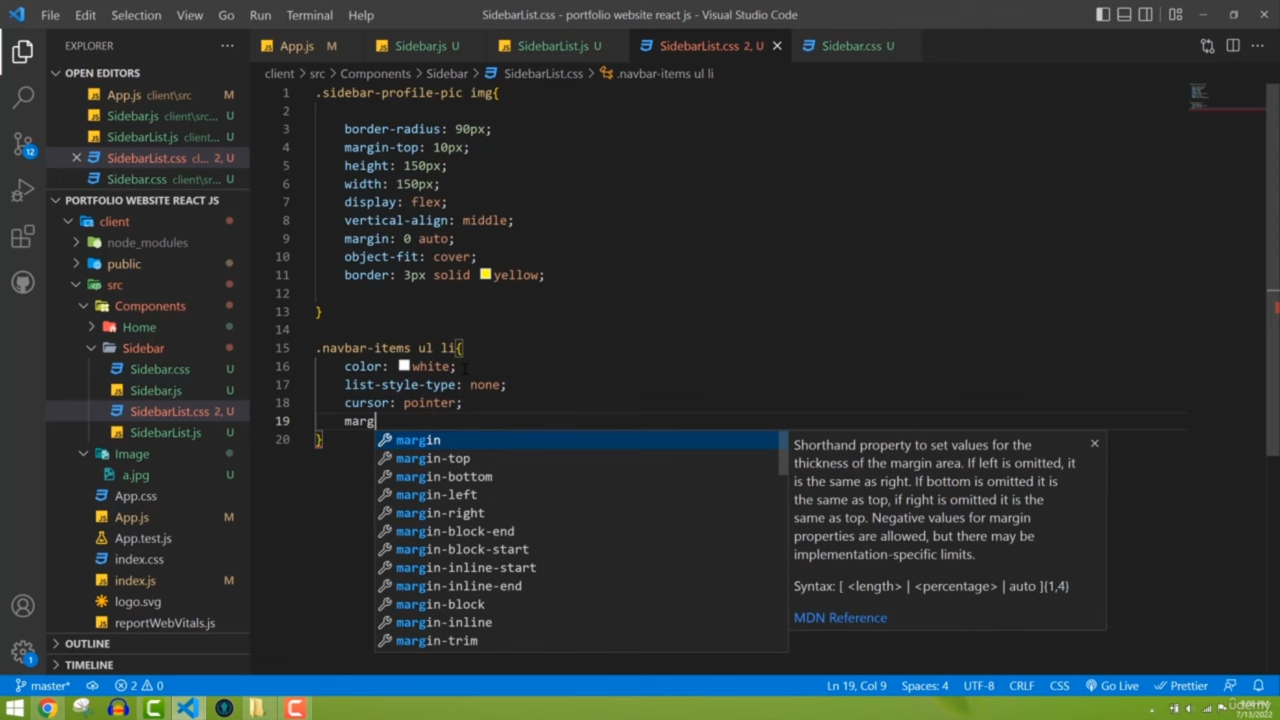 File Edit Selection View Go Run Terminal Help
SidebarList.css - portfolio website react js - Visual Studio Code
EXPLORER
App.js M
Sidebar.js U
SidebarList.js U
SidebarList.css 2, U
Sidebar.css U
OPEN EDITORS
App.js client\src M
Sidebar.js client\src... U
SidebarList.js client... U
SidebarList.css cl... 2, U
Sidebar.css client\sr... U
PORTFOLIO WEBSITE REACT JS
client
node_modules
public
src
Components
Home
Sidebar
Sidebar.css U
Sidebar.js U
SidebarList.css 2, U
SidebarList.js U
Image
a.jpg U
App.css
App.js M
App.test.js
index.css
index.js M
logo.svg
reportWebVitals.js
OUTLINE
TIMELINE
12
1
client > src > Components > Sidebar > SidebarList.css > .navbar-items ul li
1 .sidebar-profile-pic img{
2
3 border-radius: 90px;
4 margin-top: 10px;
5 height: 150px;
6 width: 150px;
7 display: flex;
8 vertical-align: middle;
9 margin: 0 auto;
10 object-fit: cover;
11 border: 3px solid yellow;
12
13 }
14
15 .navbar-items ul li{
16 color: white;
17 list-style-type: none;
18 cursor: pointer;
19 marg
20 }
margin
margin-top
margin-bottom
margin-left
margin-right
margin-block-end
margin-block-start
margin-inline-start
margin-inline-end
margin-block
margin-inline
margin-trim
Shorthand property to set values for the
thickness of the margin area. If left is omitted, it
is the same as right. If bottom is omitted it is
the same as top, if right is omitted it is the
same as top. Negative values for margin
properties are allowed, but there may be
implementation-specific limits.
Syntax: [ <length> | <percentage> | auto ]{1,4}
MDN Reference
master* 2 0 Ln 19, Col 9 Spaces: 4 UTF-8 CRLF CSS Go Live Prettier
udemy
7/13/2022